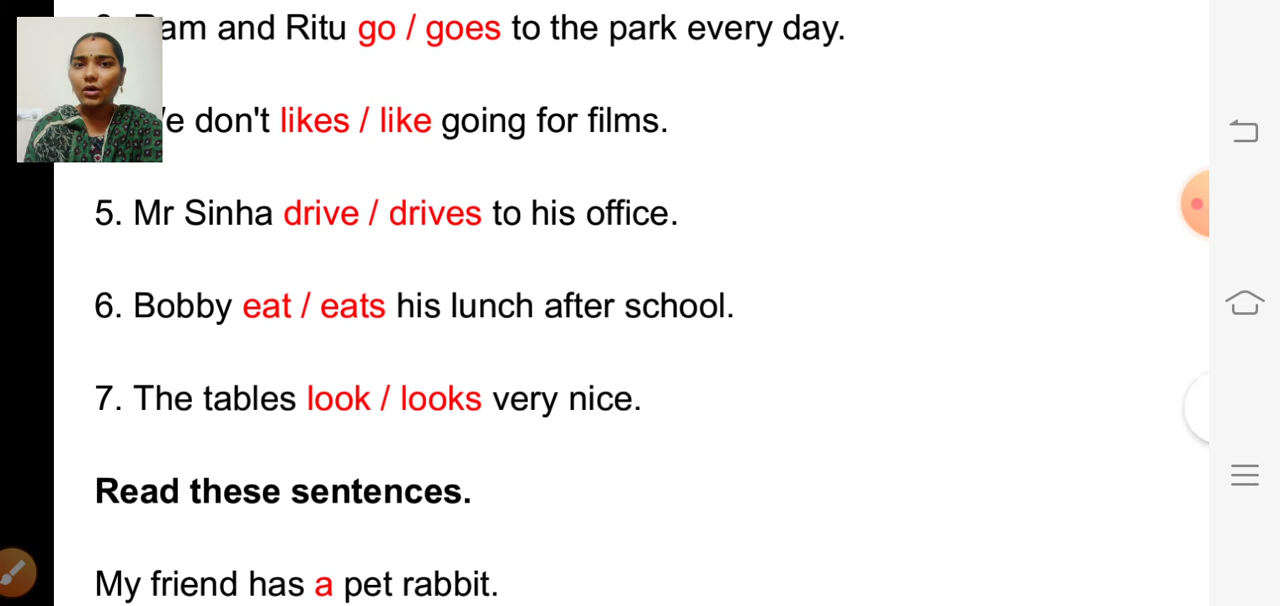 and Ritu go / goes to the park every day.
don't likes / like going for films.
5. Mr Sinha drive / drives to his office.
6. Bobby eat / eats his lunch after school.
7. The tables look / looks very nice.
Read these sentences.
My friend has a pet rabbit.